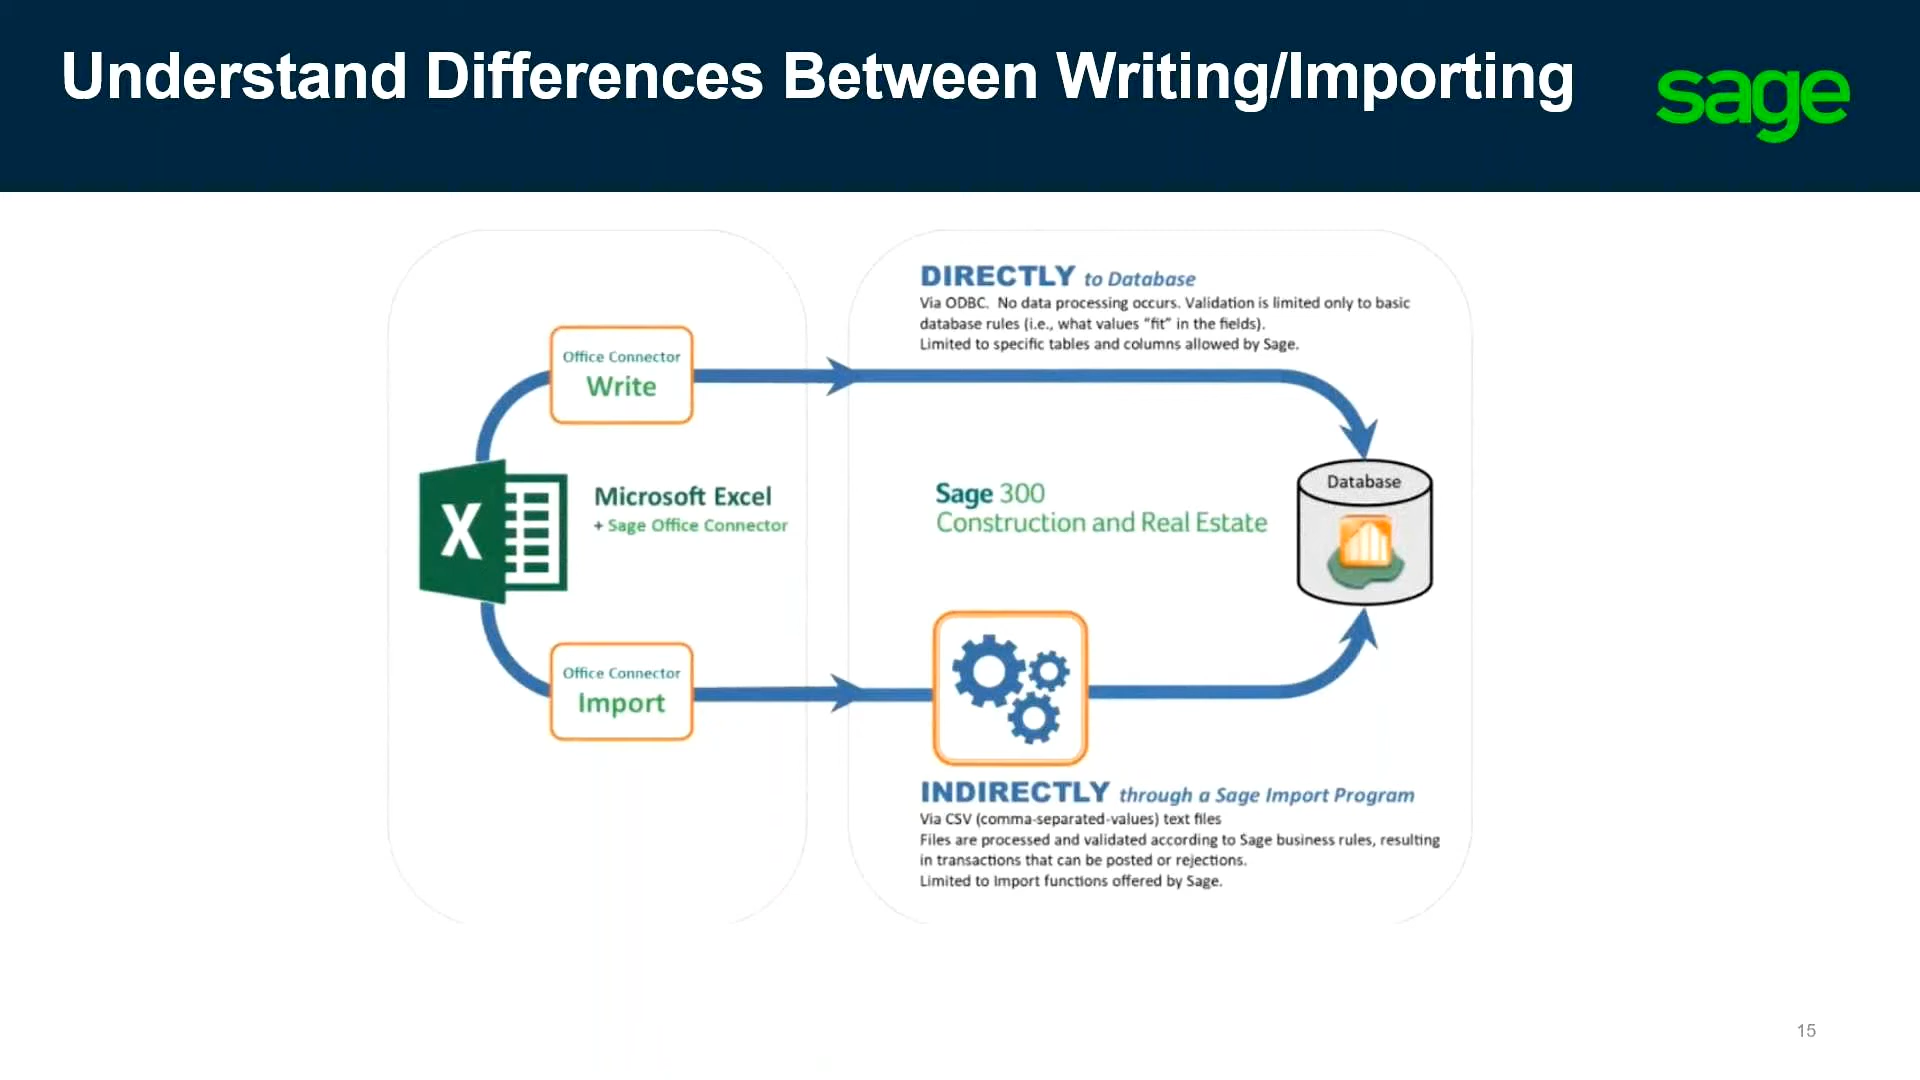 Understand Differences Between Writing/Importing
sage
DIRECTLY to Database
Via ODBC. No data processing occurs. Validation is limited only to basic
database rules (i.e., what values “fit” in the fields).
Limited to specific tables and columns allowed by Sage.
Office Connector
Write
X
Microsoft Excel
+ Sage Office Connector
Sage 300
Construction and Real Estate
Database
Office Connector
Import
INDIRECTLY through a Sage Import Program
Via CSV (comma-separated-values) text files
Files are processed and validated according to Sage business rules, resulting
in transactions that can be posted or rejections.
Limited to Import functions offered by Sage.
15